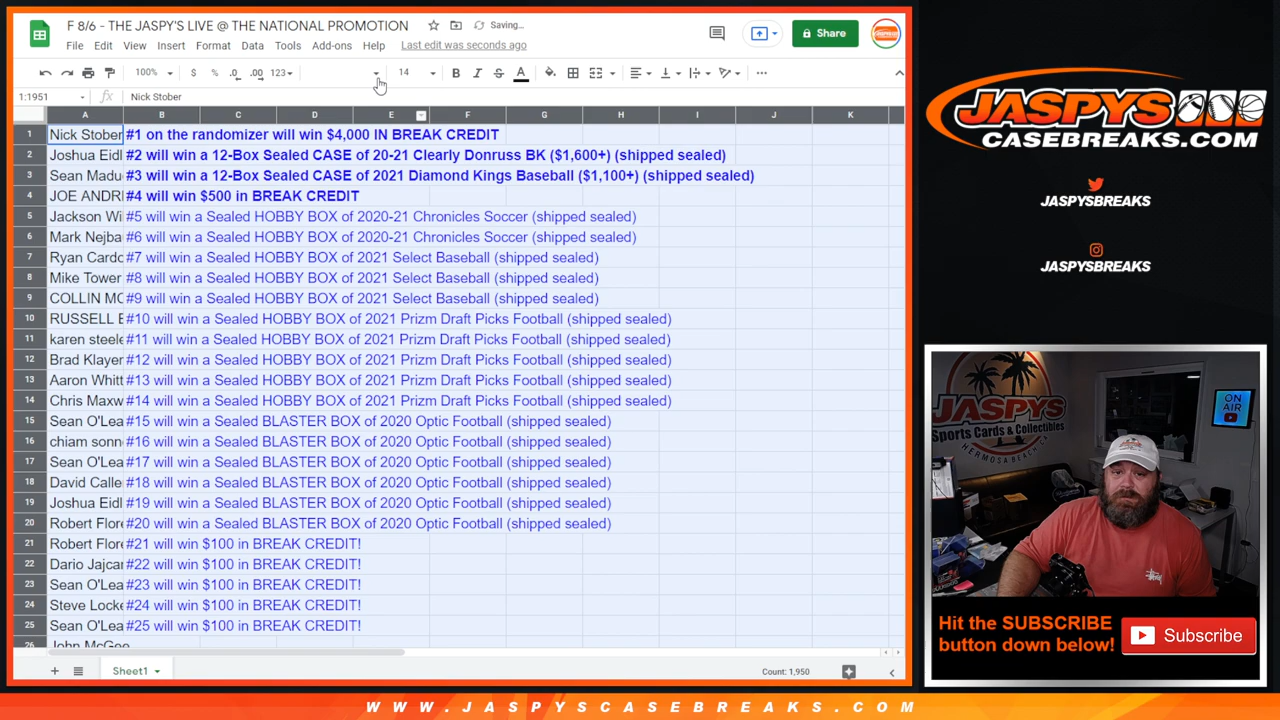 F 8/6 - THE JASPY'S LIVE @ THE NATIONAL PROMOTION
Saving...
File Edit View Insert Format Data Tools Add-ons Help Last edit was seconds ago
Share
100% $ % .0 .00 123 14 B I S A
1:1951 fx Nick Stober
A B C D E F G H I J K
1 Nick Stober #1 on the randomizer will win $4,000 IN BREAK CREDIT
2 Joshua Eidl #2 will win a 12-Box Sealed CASE of 20-21 Clearly Donruss BK ($1,600+) (shipped sealed)
3 Sean Madu #3 will win a 12-Box Sealed CASE of 2021 Diamond Kings Baseball ($1,100+) (shipped sealed)
4 JOE ANDRI #4 will win $500 in BREAK CREDIT
5 Jackson Wi #5 will win a Sealed HOBBY BOX of 2020-21 Chronicles Soccer (shipped sealed)
6 Mark Nejba #6 will win a Sealed HOBBY BOX of 2020-21 Chronicles Soccer (shipped sealed)
7 Ryan Cardo #7 will win a Sealed HOBBY BOX of 2021 Select Baseball (shipped sealed)
8 Mike Tower #8 will win a Sealed HOBBY BOX of 2021 Select Baseball (shipped sealed)
9 COLLIN MC #9 will win a Sealed HOBBY BOX of 2021 Select Baseball (shipped sealed)
10 RUSSELL E #10 will win a Sealed HOBBY BOX of 2021 Prizm Draft Picks Football (shipped sealed)
11 karen steele #11 will win a Sealed HOBBY BOX of 2021 Prizm Draft Picks Football (shipped sealed)
12 Brad Klayer #12 will win a Sealed HOBBY BOX of 2021 Prizm Draft Picks Football (shipped sealed)
13 Aaron Whitt #13 will win a Sealed HOBBY BOX of 2021 Prizm Draft Picks Football (shipped sealed)
14 Chris Maxw #14 will win a Sealed HOBBY BOX of 2021 Prizm Draft Picks Football (shipped sealed)
15 Sean O'Lea #15 will win a Sealed BLASTER BOX of 2020 Optic Football (shipped sealed)
16 chiam sonn #16 will win a Sealed BLASTER BOX of 2020 Optic Football (shipped sealed)
17 Sean O'Lea #17 will win a Sealed BLASTER BOX of 2020 Optic Football (shipped sealed)
18 David Calle #18 will win a Sealed BLASTER BOX of 2020 Optic Football (shipped sealed)
19 Joshua Eidl #19 will win a Sealed BLASTER BOX of 2020 Optic Football (shipped sealed)
20 Robert Flore #20 will win a Sealed BLASTER BOX of 2020 Optic Football (shipped sealed)
21 Robert Flore #21 will win $100 in BREAK CREDIT!
22 Dario Jajcar #22 will win $100 in BREAK CREDIT!
23 Sean O'Lea #23 will win $100 in BREAK CREDIT!
24 Steve Locke #24 will win $100 in BREAK CREDIT!
25 Sean O'Lea #25 will win $100 in BREAK CREDIT!
26 John McGee
Sheet1
Count: 1,950
JASPYS
CASEBREAKS.COM
JASPYSBREAKS
JASPYSBREAKS
JASPYS
Sports Cards & Collectibles
HERMOSA BEACH, CA
ON AIR
Hit the SUBSCRIBE
button down below!
Subscribe
WWW.JASPYSCASEBREAKS.COM